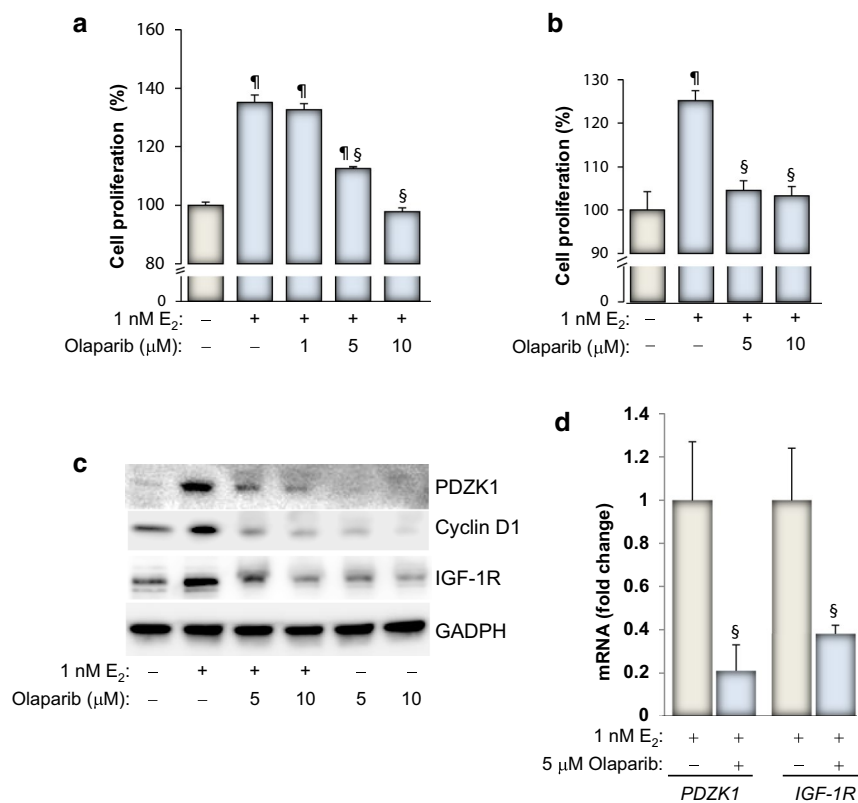 a
160
140
120
100
80
0
Cell proliferation (%)
¶ ¶ ¶ § §
1 nM E₂: – + + + +
Olaparib (μM): – – 1 5 10
b
130
120
110
100
90
0
Cell proliferation (%)
¶ § §
1 nM E₂: – + + +
Olaparib (μM): – – 5 10
c
PDZK1
Cyclin D1
IGF-1R
GADPH
1 nM E₂: – + + + – –
Olaparib (μM): – – 5 10 5 10
d
1.4
1.2
1
0.8
0.6
0.4
0.2
0
mRNA (fold change)
§ §
1 nM E₂: + + + +
5 μM Olaparib: – + – +
PDZK1 IGF-1R